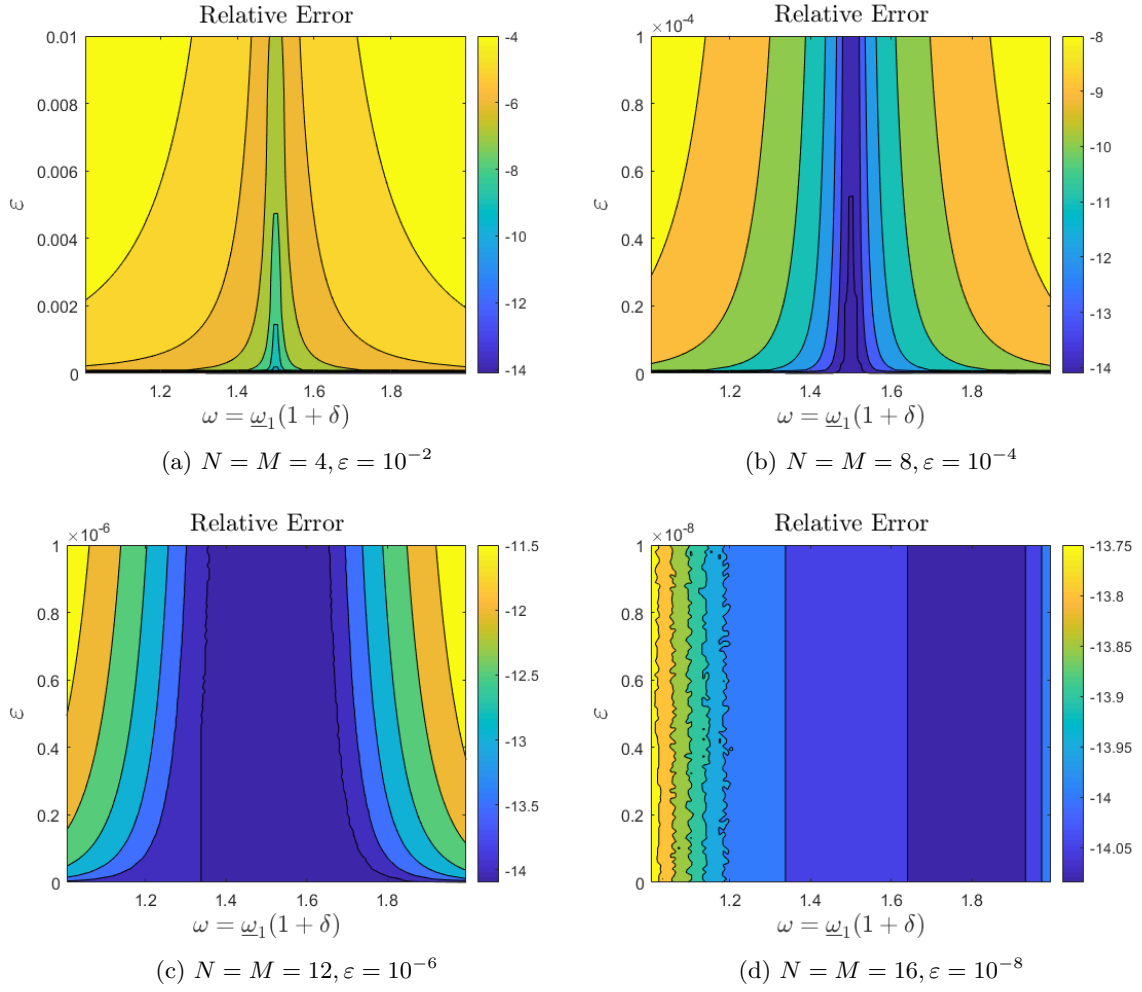 Relative Error
0.01
0.008
0.006
0.004
0.002
0
ε
1.2 1.4 1.6 1.8
ω = ω₁(1 + δ)
-4
-6
-8
-10
-12
-14
(a) N = M = 4, ε = 10⁻²
Relative Error
×10⁻⁴
1
0.8
0.6
0.4
0.2
0
ε
1.2 1.4 1.6 1.8
ω = ω₁(1 + δ)
-8
-9
-10
-11
-12
-13
-14
(b) N = M = 8, ε = 10⁻⁴
Relative Error
×10⁻⁶
1
0.8
0.6
0.4
0.2
0
ε
1.2 1.4 1.6 1.8
ω = ω₁(1 + δ)
-11.5
-12
-12.5
-13
-13.5
-14
(c) N = M = 12, ε = 10⁻⁶
Relative Error
×10⁻⁸
1
0.8
0.6
0.4
0.2
0
ε
1.2 1.4 1.6 1.8
ω = ω₁(1 + δ)
-13.75
-13.8
-13.85
-13.9
-13.95
-14
-14.05
(d) N = M = 16, ε = 10⁻⁸